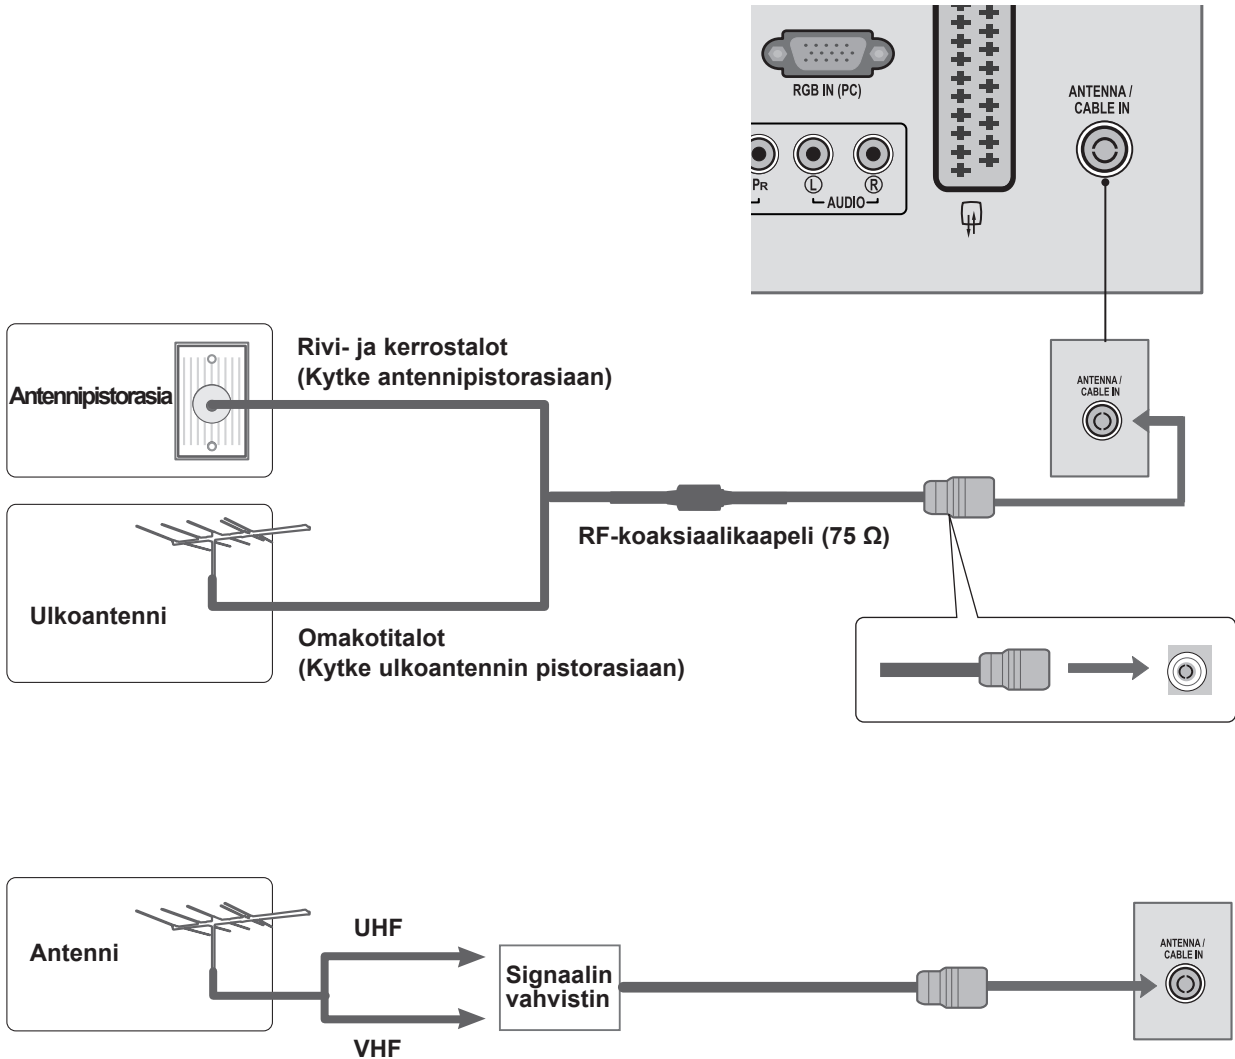 RGB IN (PC)
ANTENNA /
CABLE IN
PR
L
R
AUDIO
Rivi- ja kerrostalot
(Kytke antennipistorasiaan)
Antennipistorasia
ANTENNA /
CABLE IN
RF-koaksiaalikaapeli (75 Ω)
Ulkoantenni
Omakotitalot
(Kytke ulkoantennin pistorasiaan)
Antenni
UHF
VHF
Signaalin
vahvistin
ANTENNA /
CABLE IN